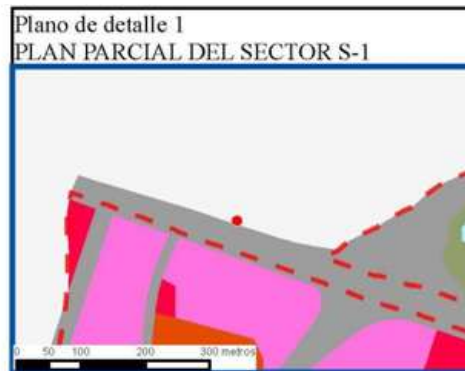 Plano de detalle 1
PLAN PARCIAL DEL SECTOR S-1
0 50 100 200 300 metros